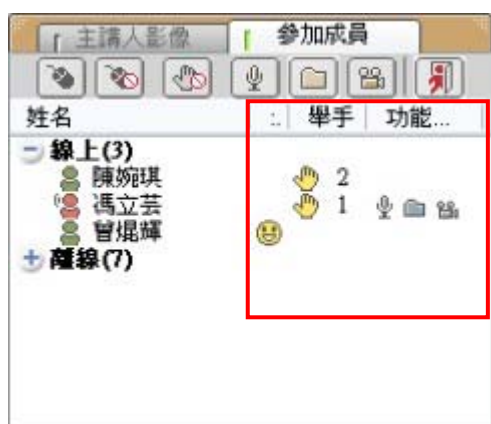 主講人影像 參加成員
姓名 :. 舉手 功能...
線上(3)
陳婉琪 2
馮立芸 1
曾焜輝
離線(7)